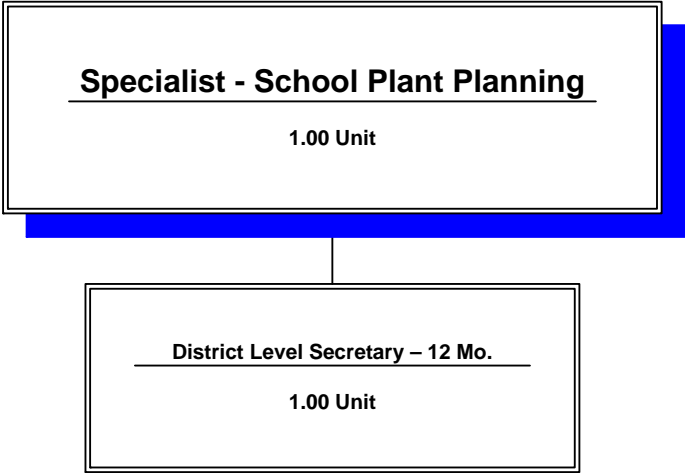 Specialist - School Plant Planning
1.00 Unit
District Level Secretary – 12 Mo.
1.00 Unit